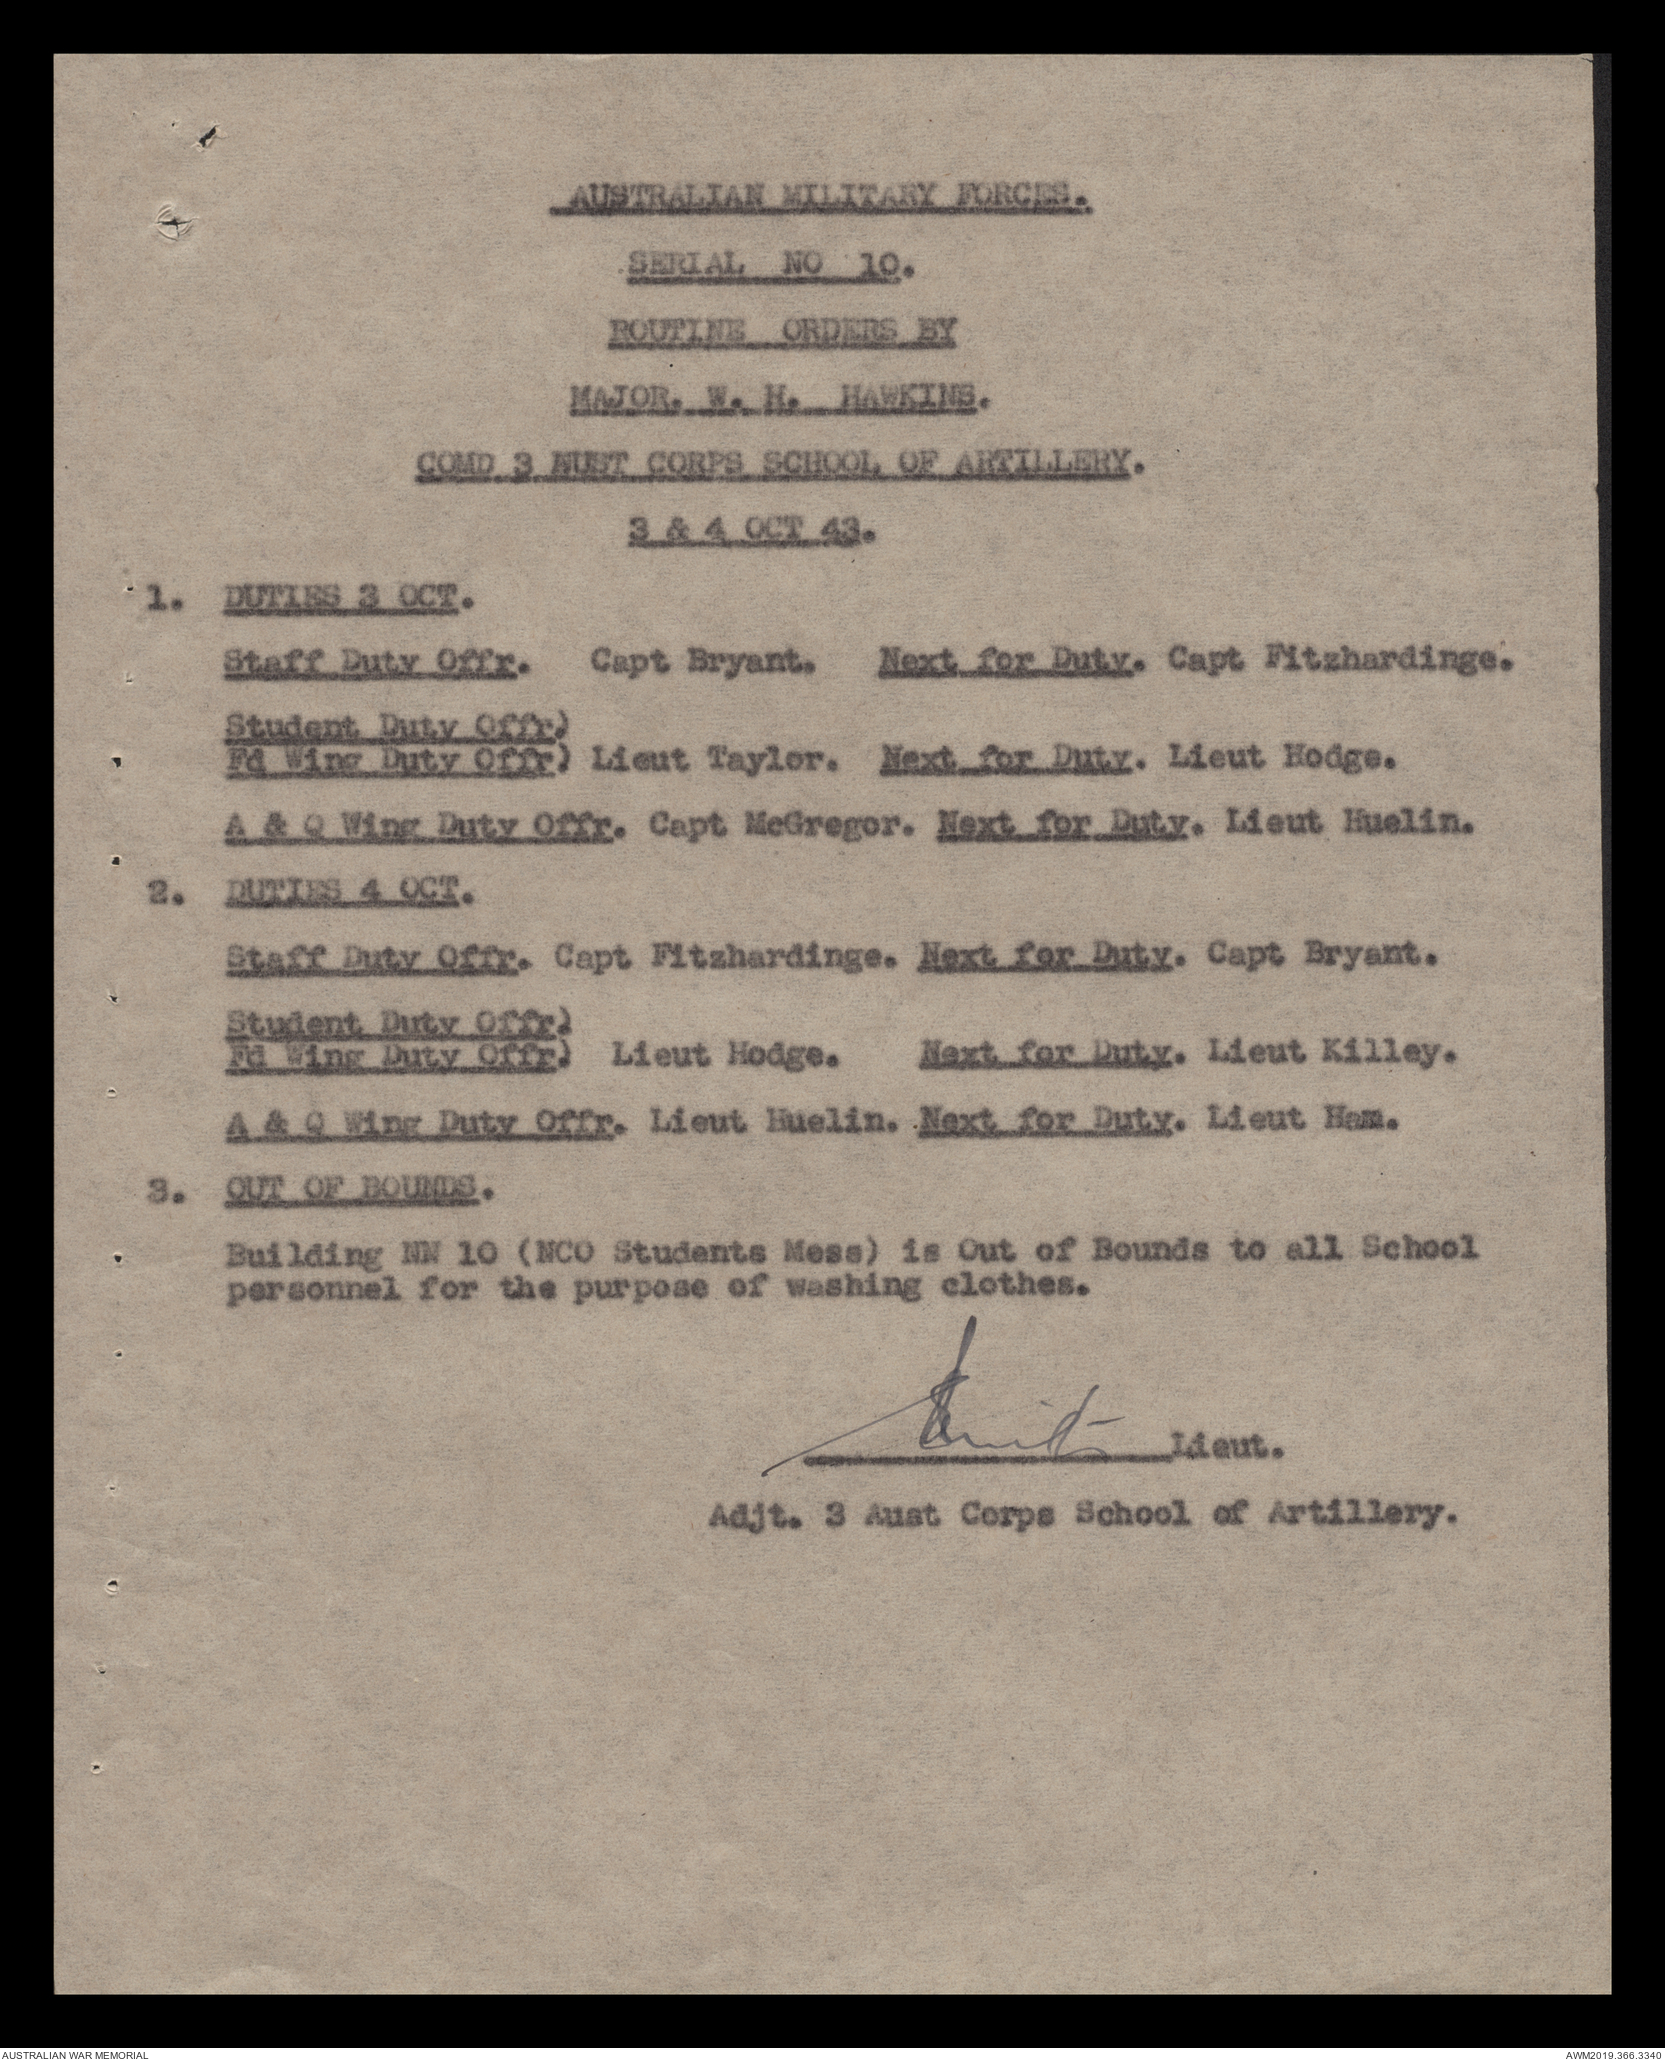 AUSTRALIAN MILITARY FORCES.
SERIAL NO 10.
ROUTINE ORDERS BY
MAJOR. W. H. HAWKINS.
COMD 3 AUST CORPS SCHOOL OF ARTILLERY.
3 & 4 OCT 43.
1. DUTIES 3 OCT.
Staff Duty Offr. Capt Bryant. Next for Duty. Capt Fitzhardinge.
Student Duty Offr)
Fd Wing Duty Offr) Lieut Taylor. Next for Duty. Lieut Hodge.
A & Q Wing Duty Offr. Capt McGregor. Next for Duty. Lieut Huelin.
2. DUTIES 4 OCT.
Staff Duty Offr. Capt Fitzhardinge. Next for Duty. Capt Bryant.
Student Duty Offr)
Fd Wing Duty Offr) Lieut Hodge. Next for Duty. Lieut Killey.
A & Q Wing Duty Offr. Lieut Huelin. Next for Duty. Lieut Ham.
3. OUT OF BOUNDS.
Building NN 10 (NCO Students Mess) is Out of Bounds to all School
personnel for the purpose of washing clothes.
Lieut.
Adjt. 3 Aust Corps School of Artillery.
AUSTRALIAN WAR MEMORIAL
AWM2019.366.3340